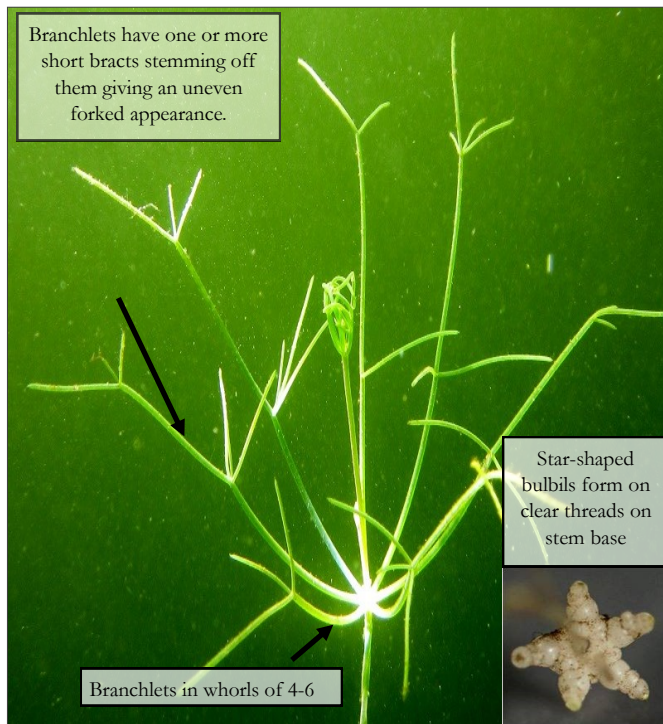 Branchlets have one or more
short bracts stemming off
them giving an uneven
forked appearance.
Star-shaped
bulbils form on
clear threads on
stem base
Branchlets in whorls of 4-6